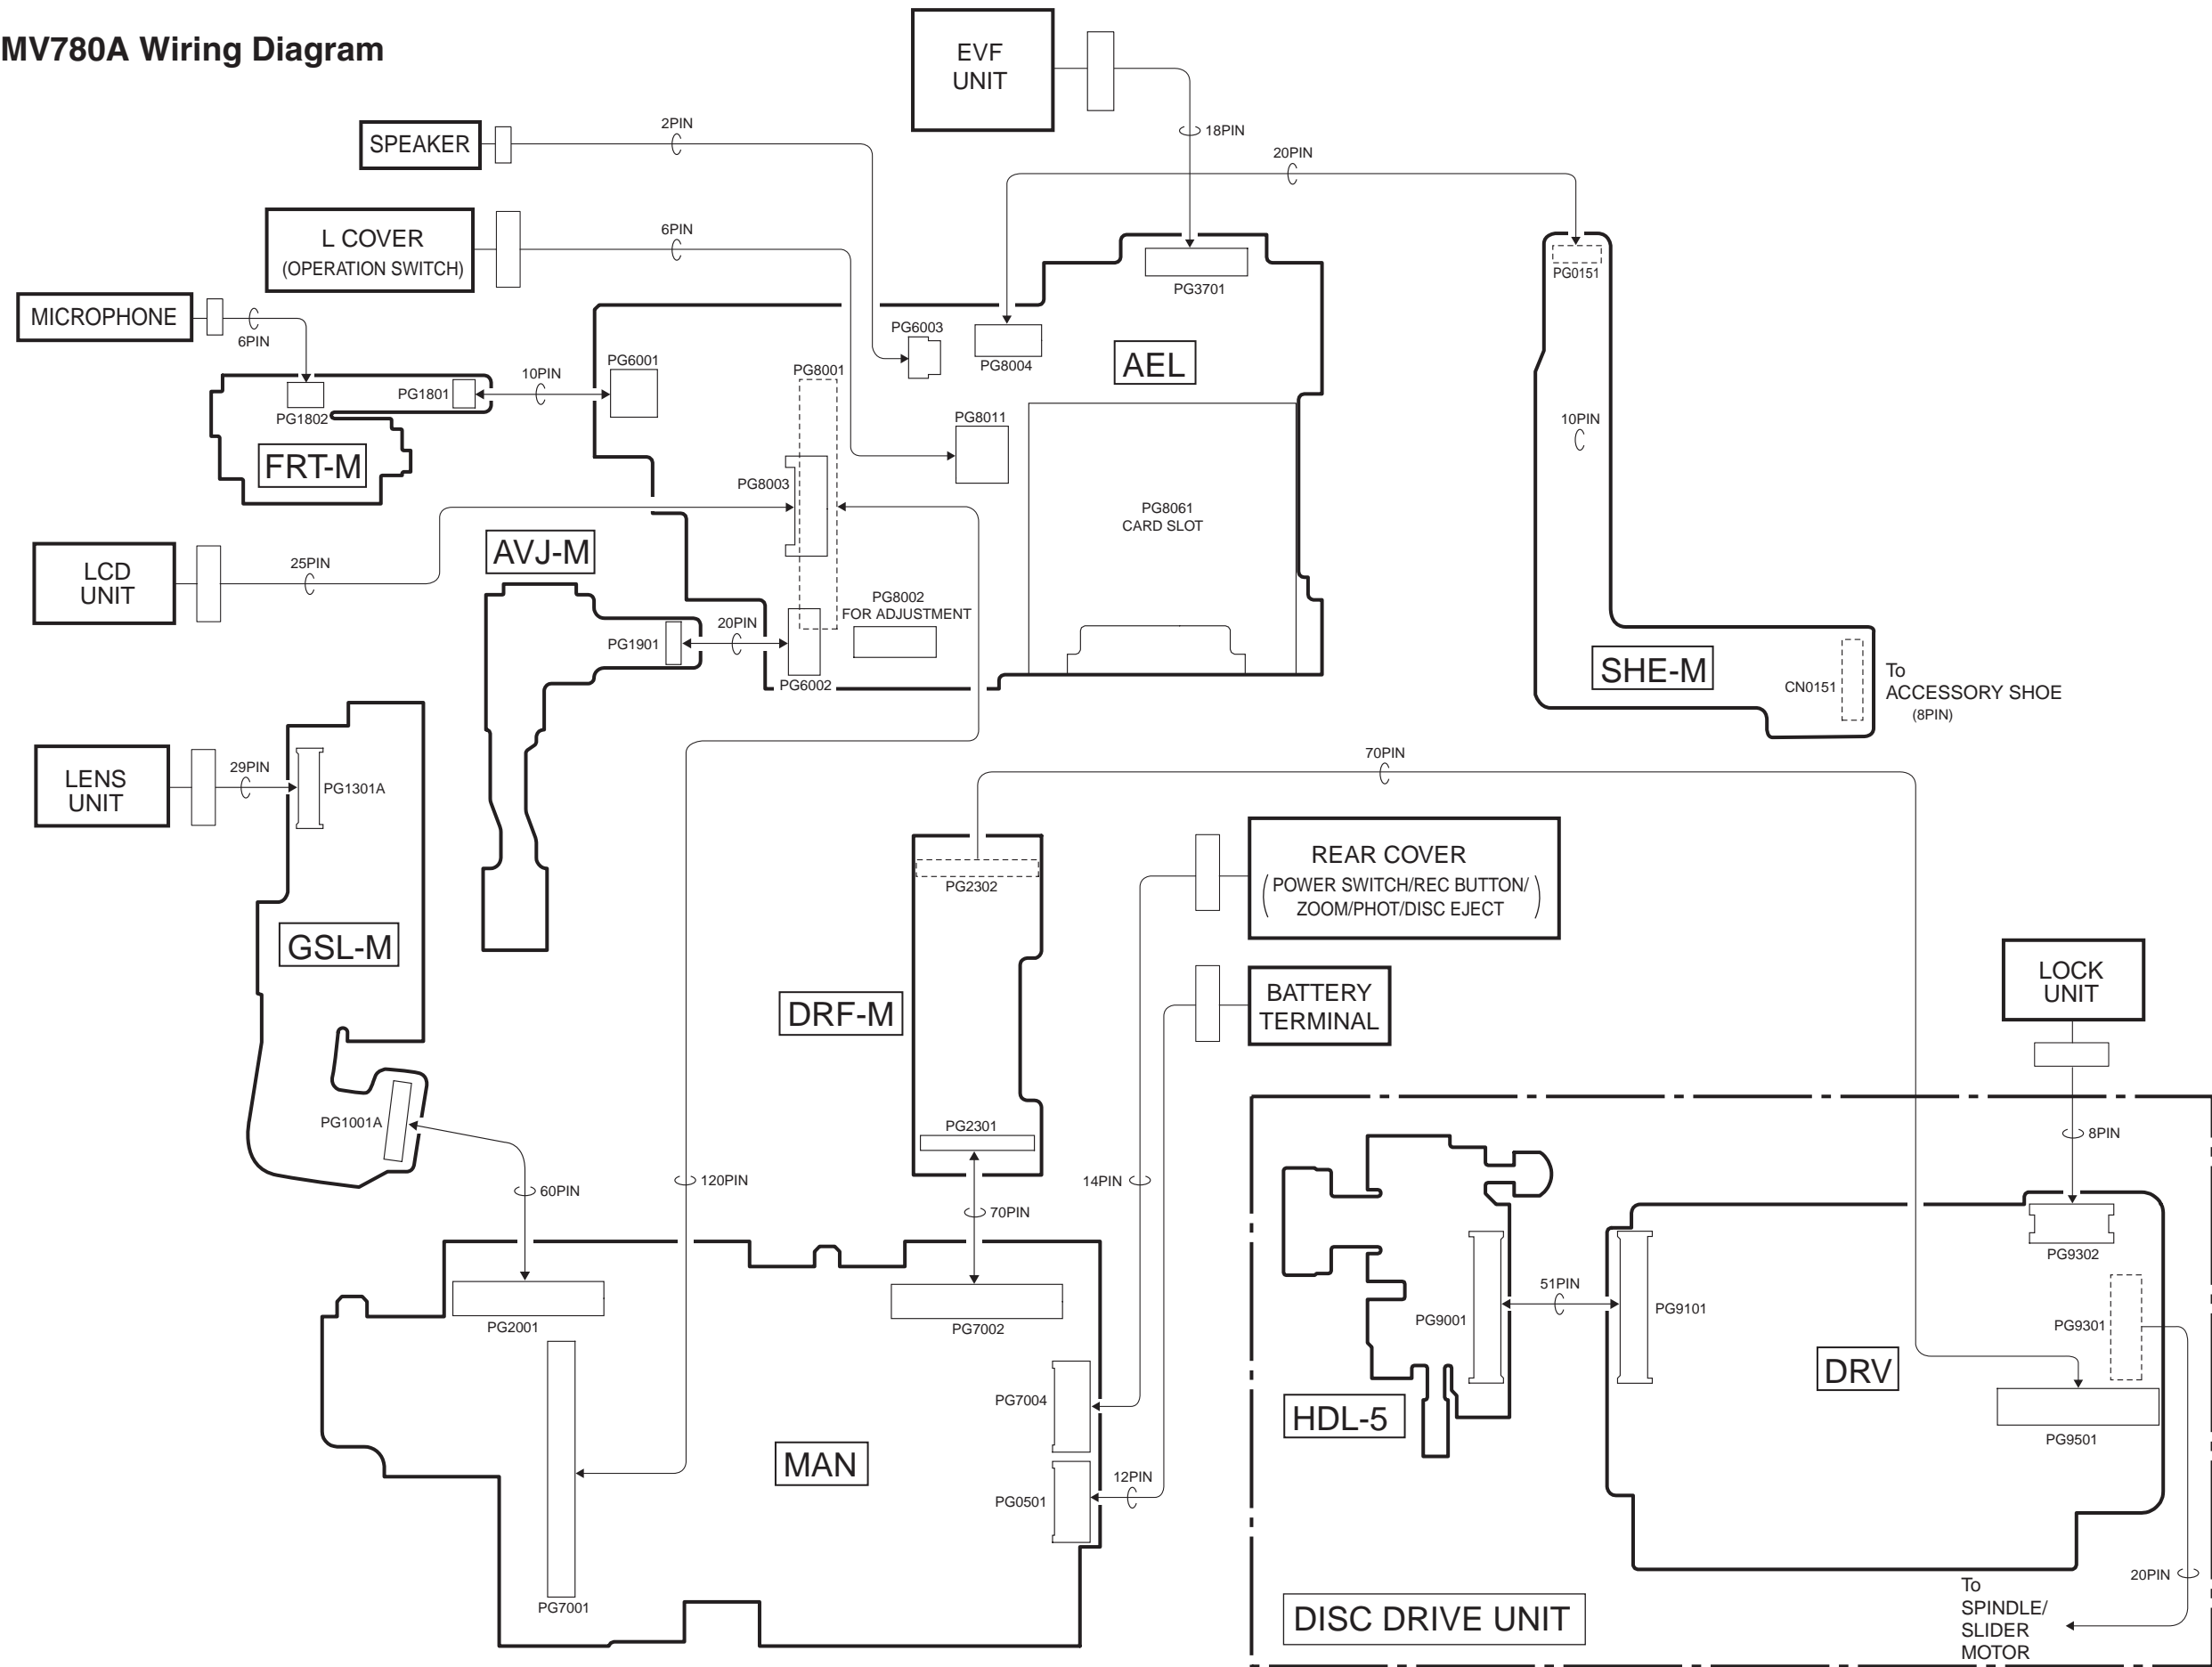 MV780A Wiring Diagram
EVF
UNIT
18PIN
SPEAKER
2PIN
20PIN
L COVER
(OPERATION SWITCH)
6PIN
MICROPHONE
6PIN
PG3701
PG0151
PG6003
PG8004
AEL
PG1802
PG1801
10PIN
PG6001
PG8001
FRT-M
PG8011
10PIN
PG8003
PG8061
CARD SLOT
LCD
UNIT
25PIN
AVJ-M
PG8002
FOR ADJUSTMENT
PG1901
20PIN
PG6002
SHE-M
CN0151
To
ACCESSORY SHOE
(8PIN)
LENS
UNIT
29PIN
PG1301A
70PIN
GSL-M
PG2302
REAR COVER
POWER SWITCH/REC BUTTON/
ZOOM/PHOT/DISC EJECT
DRF-M
BATTERY
TERMINAL
LOCK
UNIT
PG1001A
PG2301
8PIN
60PIN
120PIN
70PIN
14PIN
PG9302
PG2001
PG7002
PG9001
51PIN
PG9101
PG9301
DRV
PG7004
HDL-5
PG9501
MAN
PG0501
12PIN
PG7001
DISC DRIVE UNIT
20PIN
To
SPINDLE/
SLIDER
MOTOR